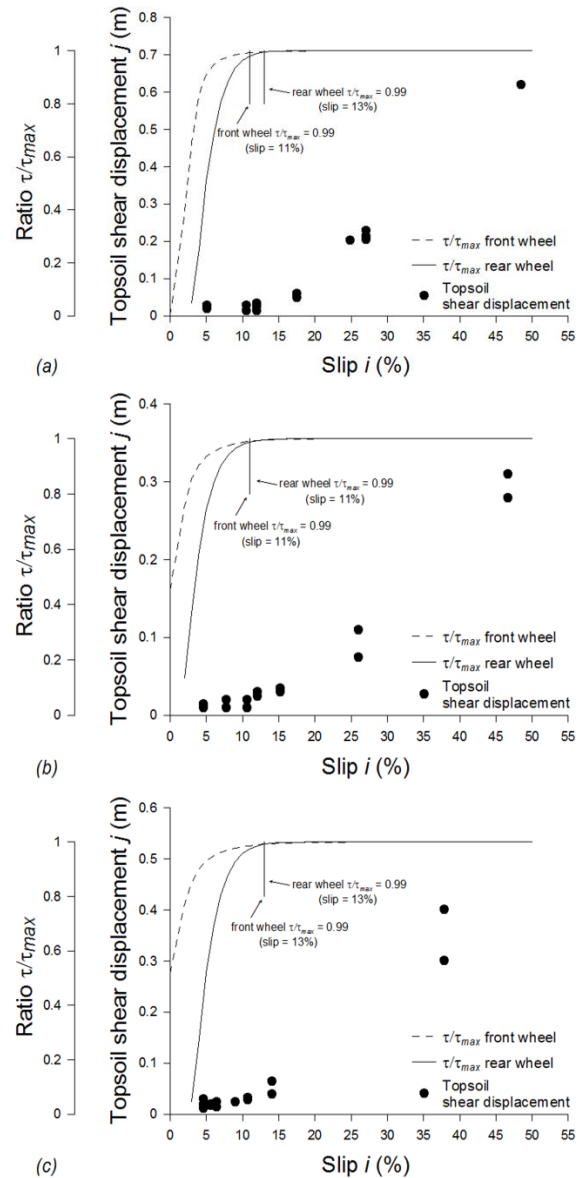 Ratio τ/τmax
Topsoil shear displacement j (m)
0.8
0.7
0.6
0.5
0.4
0.3
0.2
0.1
0
1
0.8
0.6
0.4
0.2
0
rear wheel τ/τmax = 0.99
(slip = 13%)
front wheel τ/τmax = 0.99
(slip = 11%)
τ/τmax front wheel
τ/τmax rear wheel
Topsoil
shear displacement
0 5 10 15 20 25 30 35 40 45 50 55
Slip i (%)
(a)
Ratio τ/τmax
Topsoil shear displacement j (m)
0.4
0.3
0.2
0.1
0
1
0.8
0.6
0.4
0.2
0
rear wheel τ/τmax = 0.99
(slip = 11%)
front wheel τ/τmax = 0.99
(slip = 11%)
τ/τmax front wheel
τ/τmax rear wheel
Topsoil
shear displacement
0 5 10 15 20 25 30 35 40 45 50 55
Slip i (%)
(b)
Ratio τ/τmax
Topsoil shear displacement j (m)
0.6
0.5
0.4
0.3
0.2
0.1
0
1
0.8
0.6
0.4
0.2
0
rear wheel τ/τmax = 0.99
(slip = 13%)
front wheel τ/τmax = 0.99
(slip = 13%)
τ/τmax front wheel
τ/τmax rear wheel
Topsoil
shear displacement
0 5 10 15 20 25 30 35 40 45 50 55
Slip i (%)
(c)